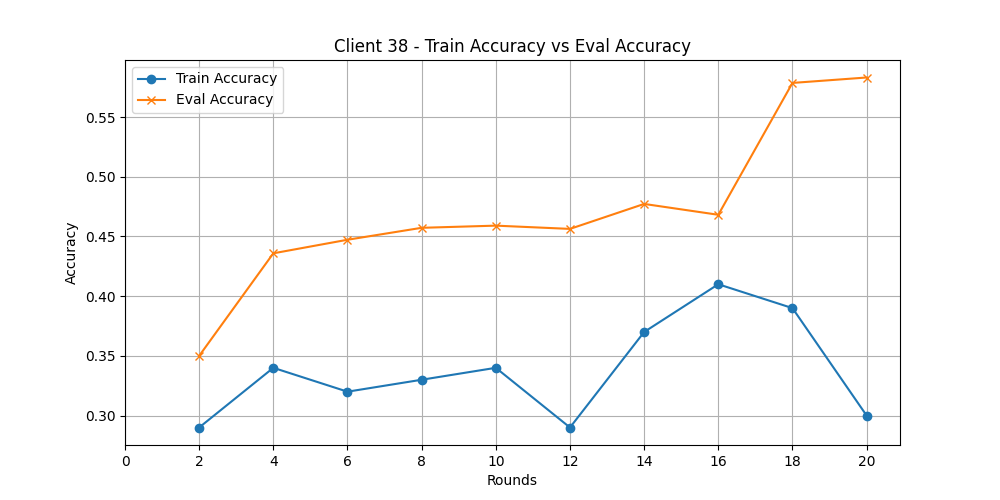 Client 38 - Train Accuracy vs Eval Accuracy
Train Accuracy
Eval Accuracy
Accuracy
0.55
0.50
0.45
0.40
0.35
0.30
0 2 4 6 8 10 12 14 16 18 20
Rounds